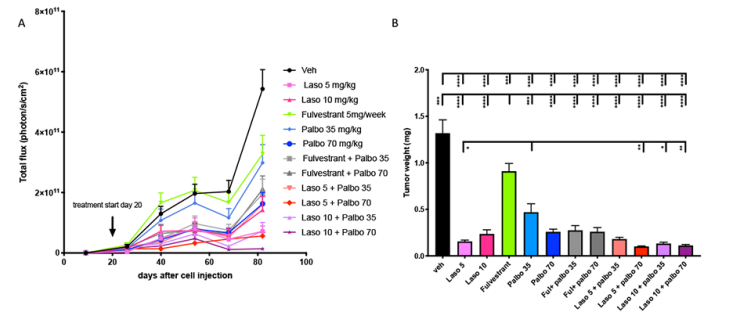 A
8×10¹¹
6×10¹¹
4×10¹¹
2×10¹¹
0
Total flux (photon/s/cm²)
treatment start day 20
0
20
40
60
80
100
days after cell injection
Veh
Laso 5 mg/kg
Laso 10 mg/kg
Fulvestrant 5mg/week
Palbo 35 mg/kg
Palbo 70 mg/kg
Fulvestrant + Palbo 35
Fulvestrant + Palbo 70
Laso 5 + Palbo 35
Laso 5 + Palbo 70
Laso 10 + Palbo 35
Laso 10 + Palbo 70
B
2.0
1.5
1.0
0.5
0.0
Tumor weight (mg)
veh
Laso 5
Laso 10
Fulvestrant
Palbo 35
Palbo 70
Ful+ palbo 35
Ful+ palbo 70
Laso 5 + palbo 35
Laso 5 + palbo 70
Laso 10 + palbo 35
Laso 10 + palbo 70